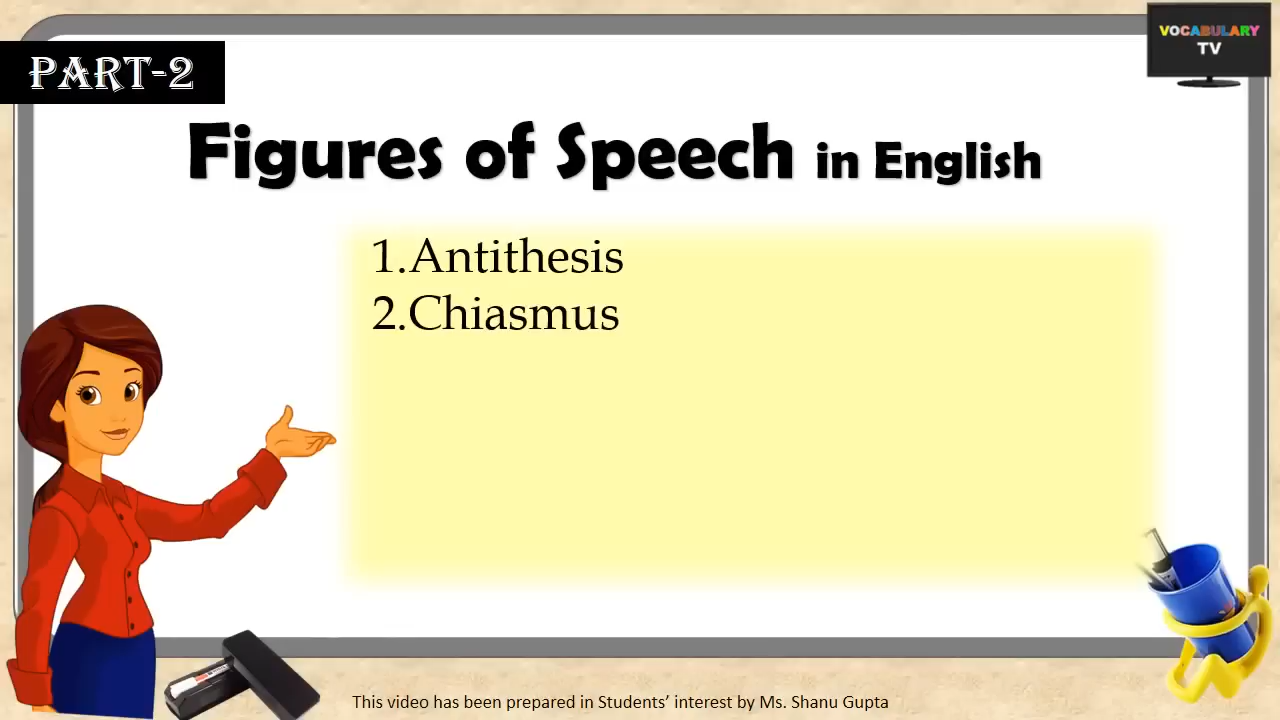 PART-2
VOCABULARY
TV
Figures of Speech in English
1.Antithesis
2.Chiasmus
This video has been prepared in Students’ interest by Ms. Shanu Gupta